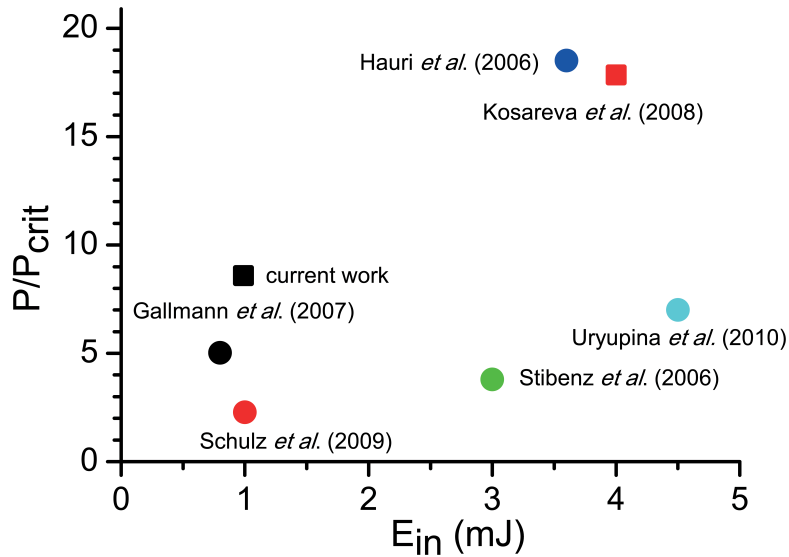 20
Hauri et al. (2006)
Kosareva et al. (2008)
15
P/Pcrit
10
current work
Gallmann et al. (2007)
Uryupina et al. (2010)
5
Stibenz et al. (2006)
Schulz et al. (2009)
0
0 1 2 3 4 5
Ein (mJ)